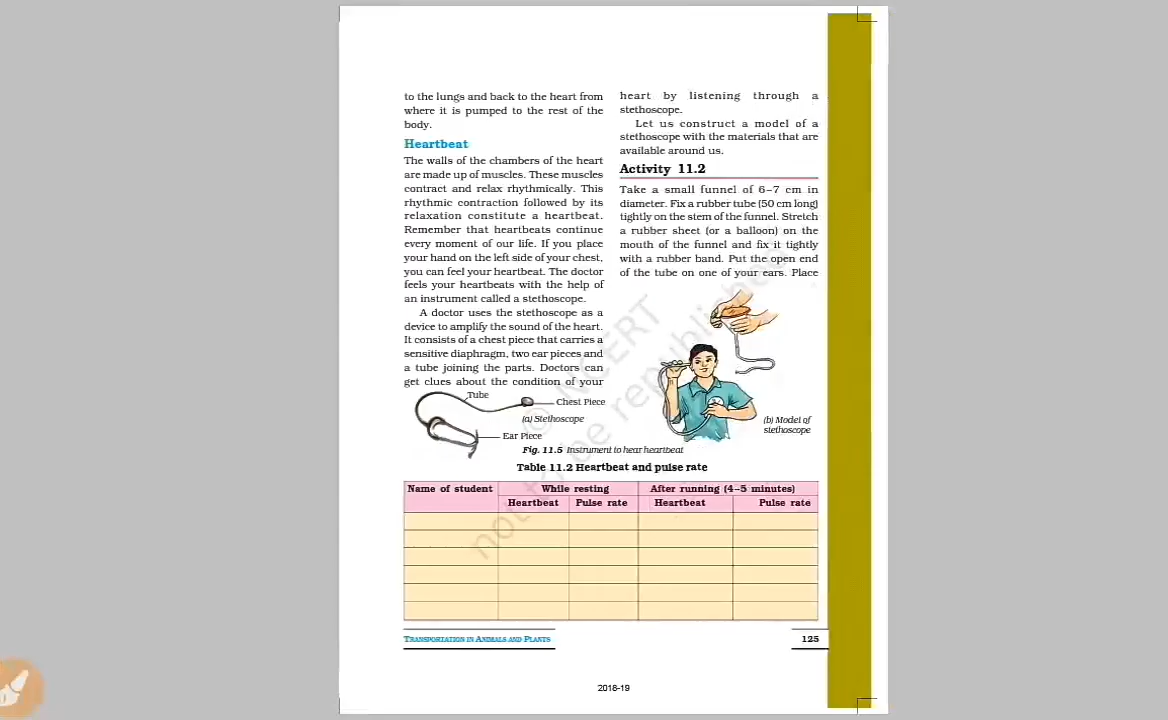 to the lungs and back to the heart from
where it is pumped to the rest of the
body.
Heartbeat
The walls of the chambers of the heart
are made up of muscles. These muscles
contract and relax rhythmically. This
rhythmic contraction followed by its
relaxation constitute a heartbeat.
Remember that heartbeats continue
every moment of our life. If you place
your hand on the left side of your chest,
you can feel your heartbeat. The doctor
feels your heartbeats with the help of
an instrument called a stethoscope.
A doctor uses the stethoscope as a
device to amplify the sound of the heart.
It consists of a chest piece that carries a
sensitive diaphragm, two ear pieces and
a tube joining the parts. Doctors can
get clues about the condition of your
heart by listening through a
stethoscope.
Let us construct a model of a
stethoscope with the materials that are
available around us.
Activity 11.2
Take a small funnel of 6–7 cm in
diameter. Fix a rubber tube (50 cm long)
tightly on the stem of the funnel. Stretch
a rubber sheet (or a balloon) on the
mouth of the funnel and fix it tightly
with a rubber band. Put the open end
of the tube on one of your ears. Place
Tube
Chest Piece
(a) Stethoscope
Ear Piece
(b) Model of
stethoscope
Fig. 11.5 Instrument to hear heartbeat
Table 11.2 Heartbeat and pulse rate
Name of student While resting After running (4–5 minutes)
Heartbeat Pulse rate Heartbeat Pulse rate
© NCERT
not to be republished
TRANSPORTATION IN ANIMALS AND PLANTS
125
2018-19